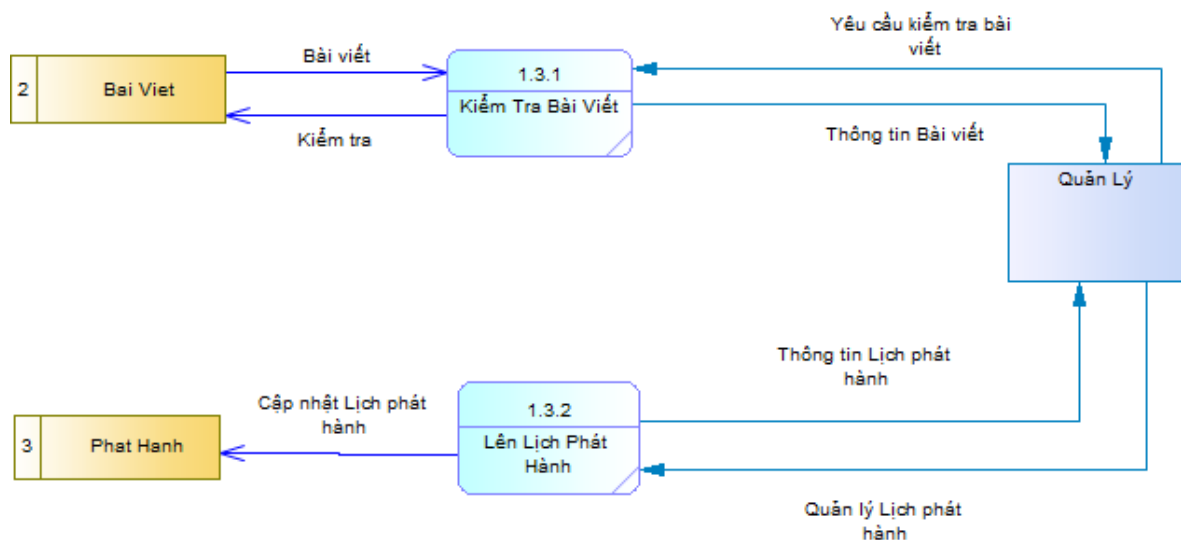 Yêu cầu kiểm tra bài
viết
Bài viết
1.3.1
2
Bai Viet
Kiểm Tra Bài Viết
Kiểm tra
Thông tin Bài viết
Quản Lý
Thông tin Lịch phát
hành
Cập nhật Lịch phát
hành
1.3.2
3
Phat Hanh
Lên Lịch Phát
Hành
Quản lý Lịch phát
hành